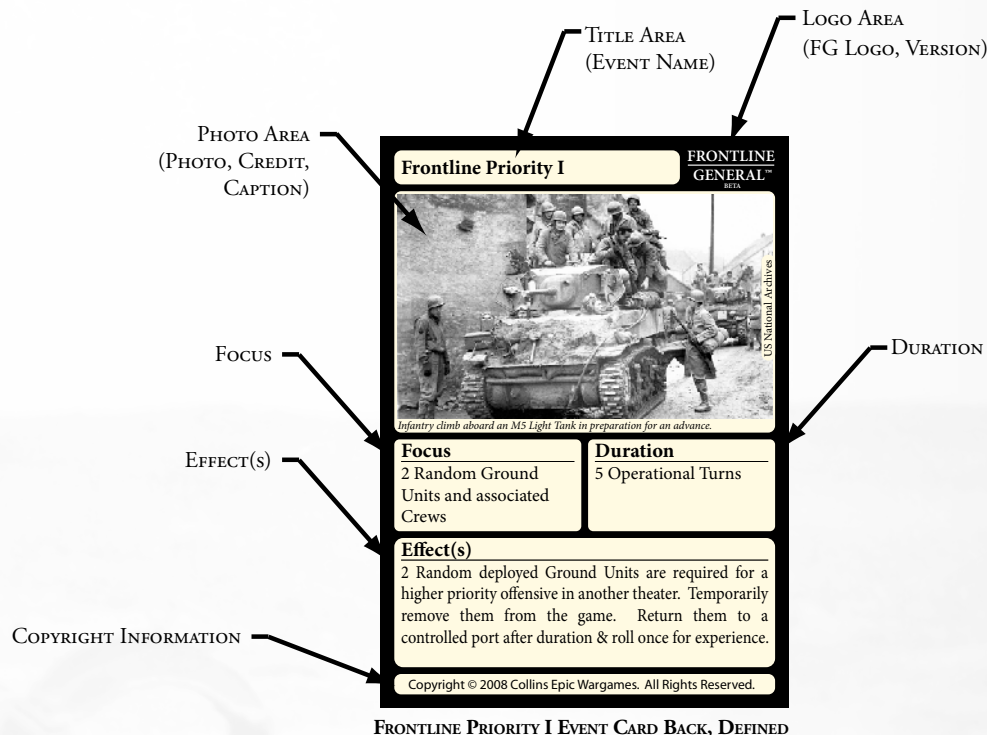 Logo Area
(FG Logo, Version)
Title Area
(Event Name)
Photo Area
(Photo, Credit,
Caption)
Frontline Priority I
FRONTLINE
GENERAL™
BETA
US National Archives
Infantry climb aboard an M5 Light Tank in preparation for an advance.
Focus
Duration
Effect(s)
Focus
2 Random Ground
Units and associated
Crews
Duration
5 Operational Turns
Effect(s)
2 Random deployed Ground Units are required for a
higher priority offensive in another theater. Temporarily
remove them from the game. Return them to a
controlled port after duration & roll once for experience.
Copyright Information
Copyright © 2008 Collins Epic Wargames. All Rights Reserved.
Frontline Priority I Event Card Back, Defined